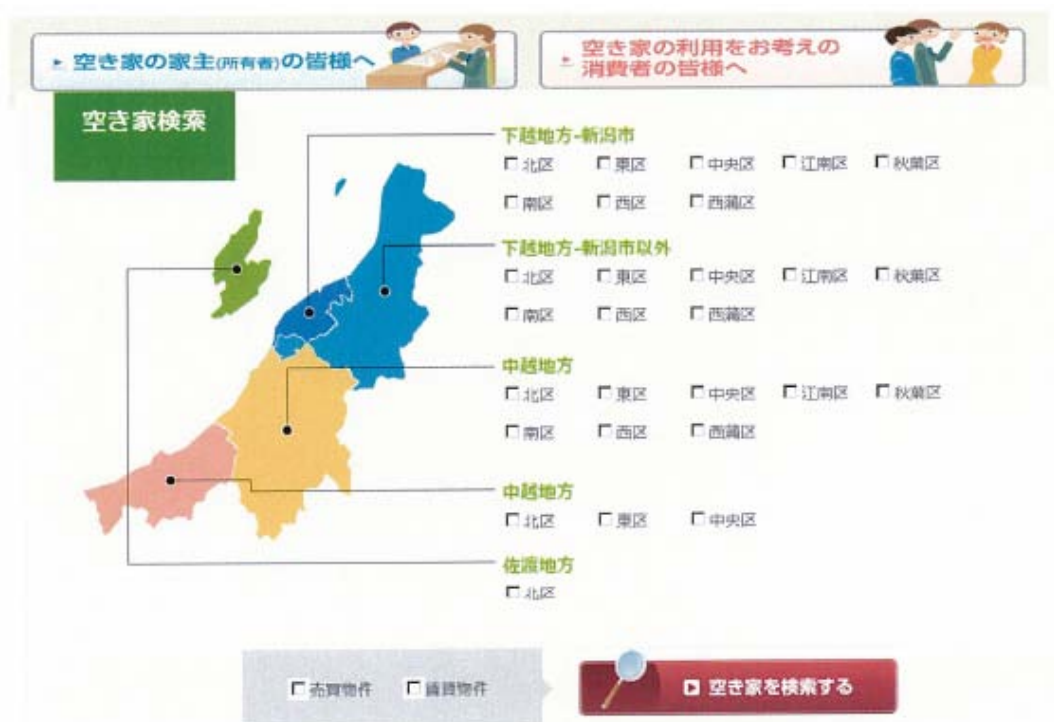 空き家の家主(所有者)の皆様へ
空き家の利用をお考えの
消費者の皆様へ
空き家検索
下越地方-新潟市
北区 東区 中央区 江南区 秋葉区
南区 西区 西蒲区
下越地方-新潟市以外
北区 東区 中央区 江南区 秋葉区
南区 西区 西蒲区
中越地方
北区 東区 中央区 江南区 秋葉区
南区 西区 西蒲区
中越地方
北区 東区 中央区
佐渡地方
北区
売買物件 賃貸物件
空き家を検索する